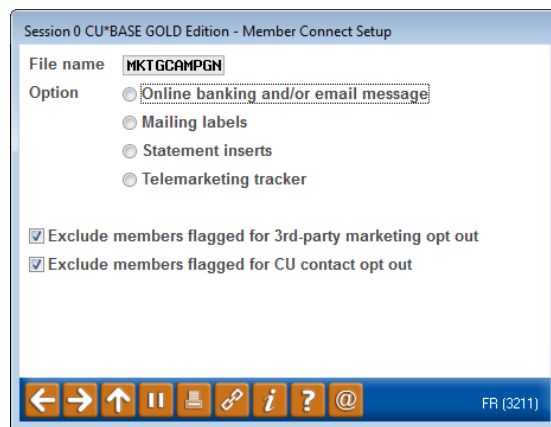 Session 0 CU*BASE GOLD Edition - Member Connect Setup
File name MKTGCAMPGN
Option Online banking and/or email message
Mailing labels
Statement inserts
Telemarketing tracker
Exclude members flagged for 3rd-party marketing opt out
Exclude members flagged for CU contact opt out
i ? @ FR (3211)